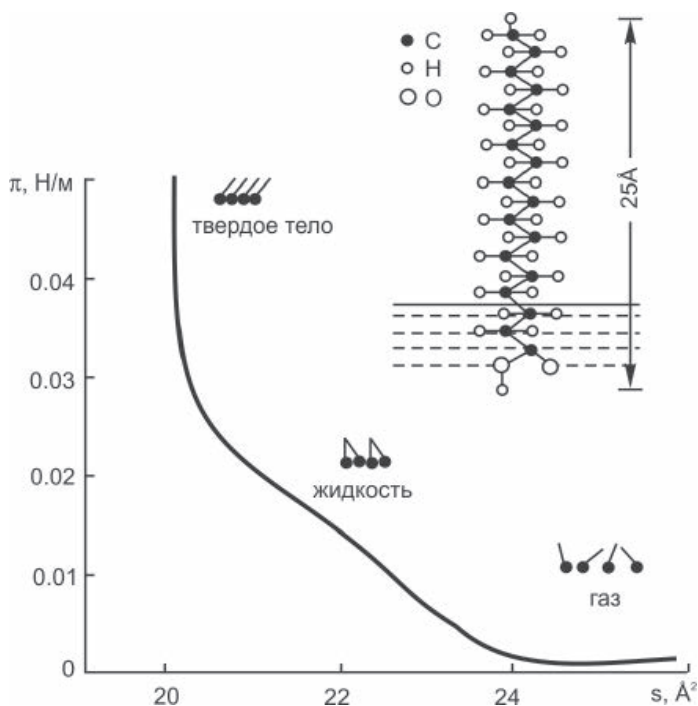 C
H
O
25Å
π, Н/м
твердое тело
0.04
0.03
жидкость
0.02
0.01
газ
0
20
22
24
s, Å²